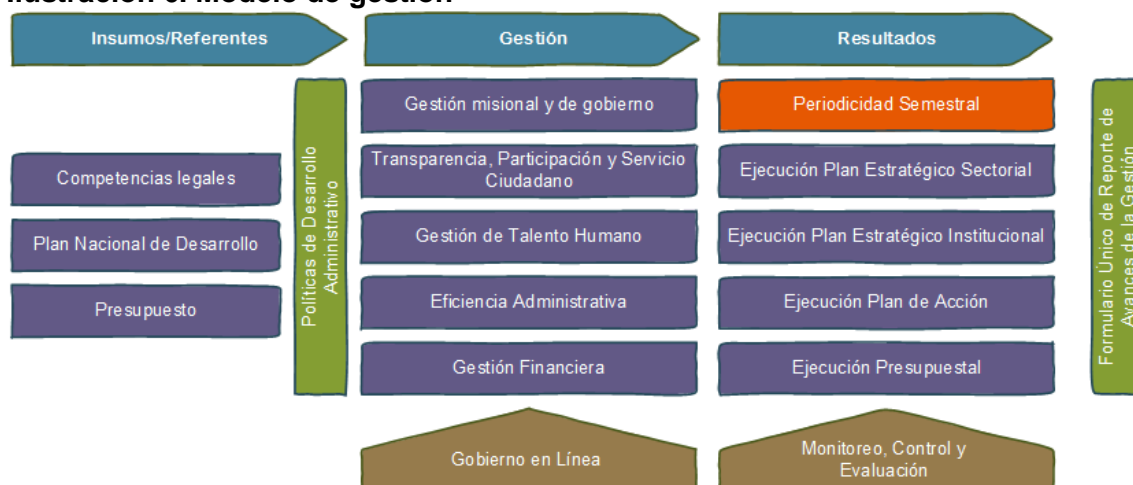 Insumos/Referentes
Gestión
Resultados
Competencias legales
Plan Nacional de Desarrollo
Presupuesto
Políticas de Desarrollo
Administrativo
Gestión misional y de gobierno
Transparencia, Participación y Servicio
Ciudadano
Gestión de Talento Humano
Eficiencia Administrativa
Gestión Financiera
Gobierno en Línea
Periodicidad Semestral
Ejecución Plan Estratégico Sectorial
Ejecución Plan Estratégico Institucional
Ejecución Plan de Acción
Ejecución Presupuestal
Monitoreo, Control y
Evaluación
Formulario Único de Reporte de
Avances de la Gestión